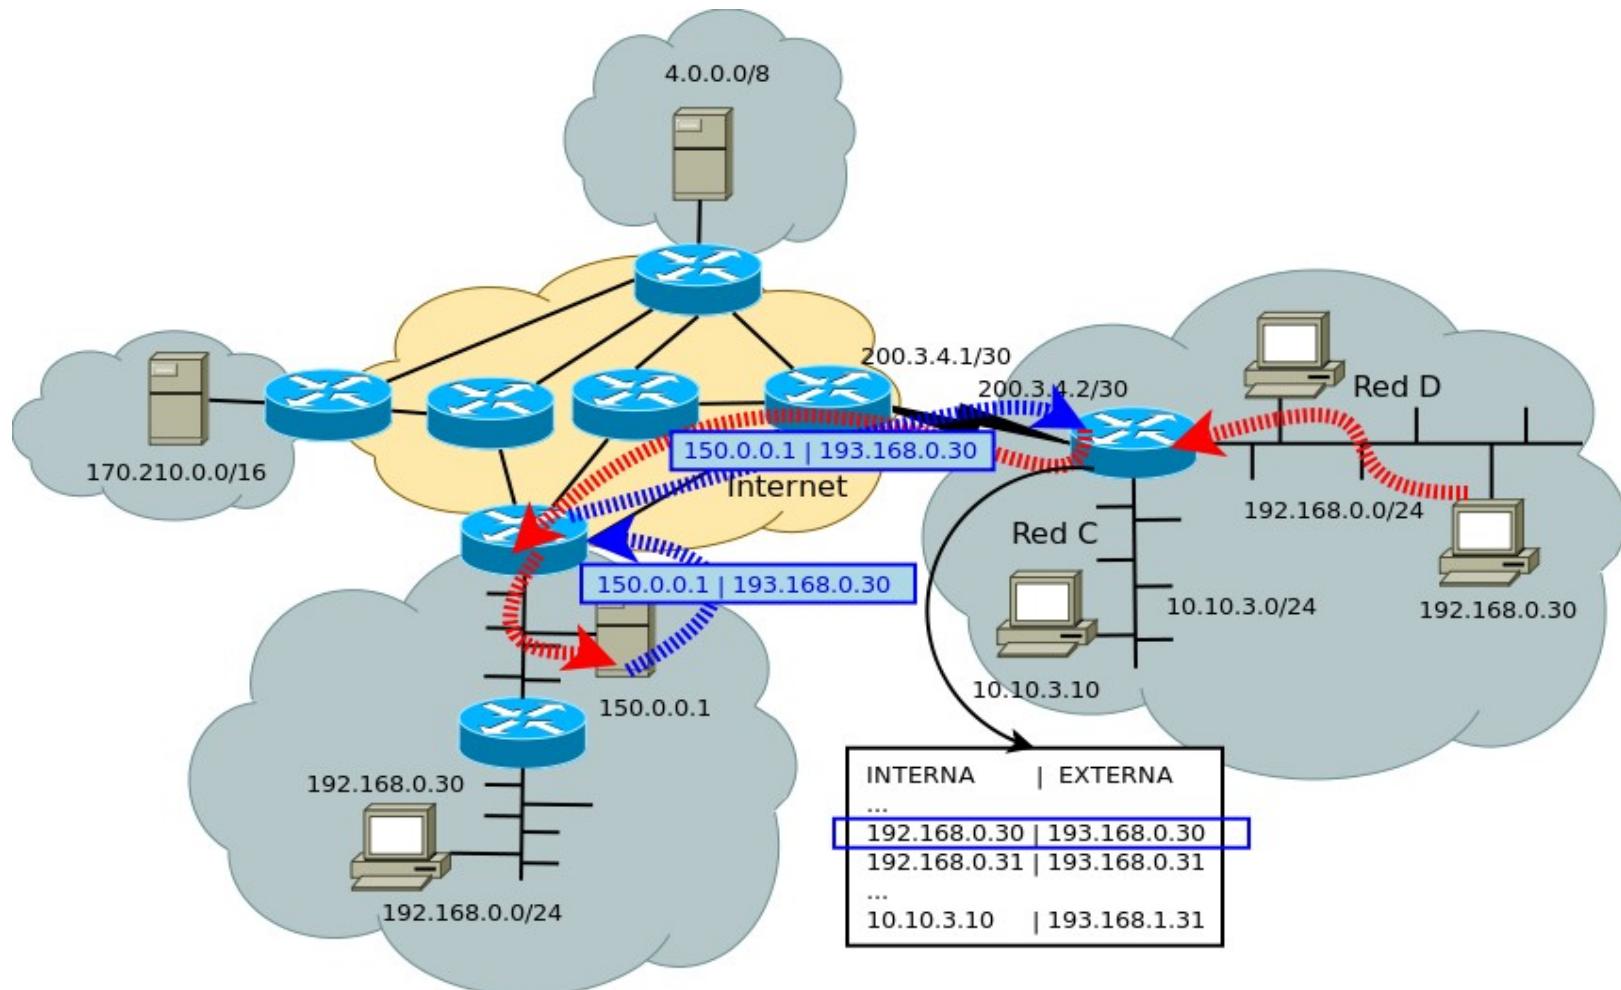 4.0.0.0/8
200.3.4.1/30
200.3.4.2/30
Red D
150.0.0.1 | 193.168.0.30
170.210.0.0/16
Internet
192.168.0.0/24
Red C
150.0.0.1 | 193.168.0.30
10.10.3.0/24
192.168.0.30
10.10.3.10
150.0.0.1
192.168.0.30
192.168.0.0/24
INTERNA | EXTERNA
...
192.168.0.30 | 193.168.0.30
192.168.0.31 | 193.168.0.31
...
10.10.3.10 | 193.168.1.31